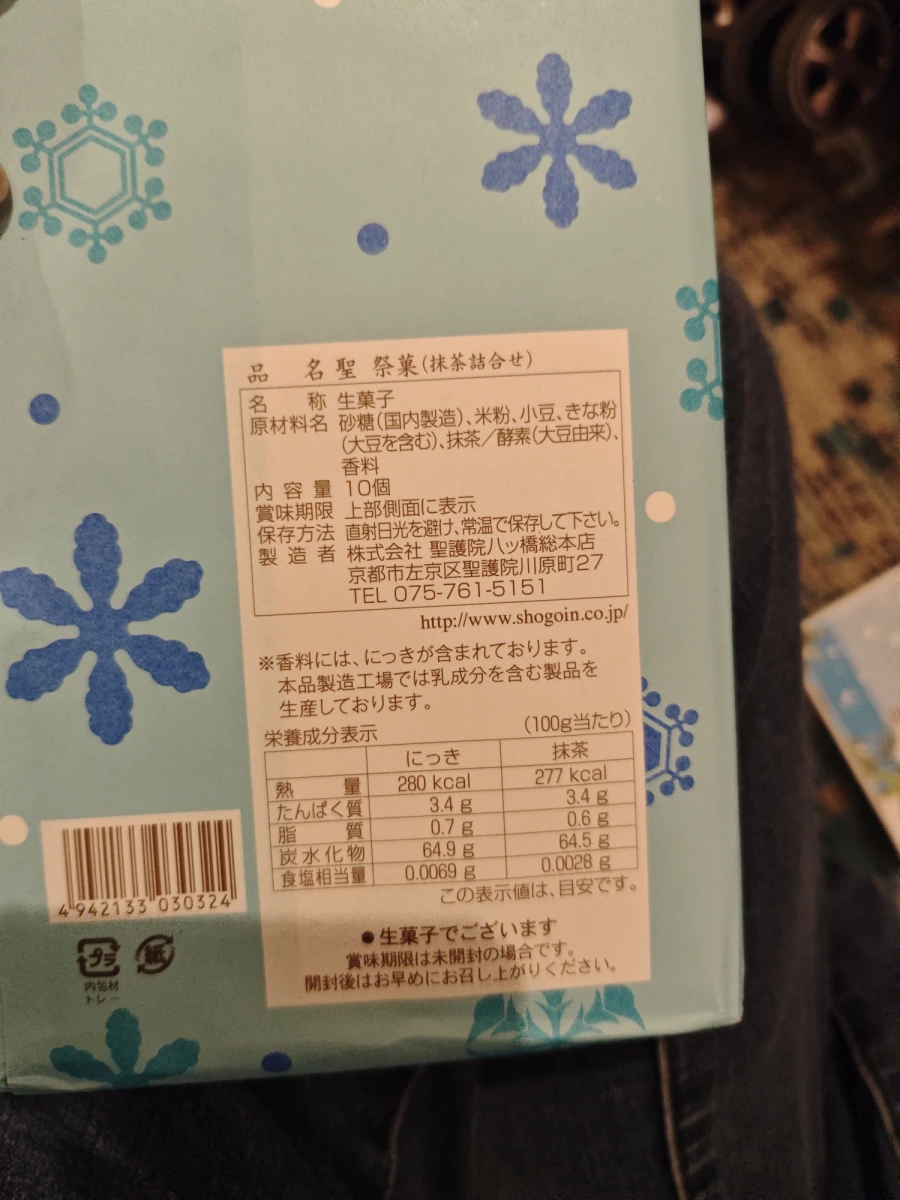 品名 聖祭菓(抹茶詰合せ)
名称 生菓子
原材料名 砂糖(国内製造)、米粉、小豆、きな粉
(大豆を含む)、抹茶/酵素(大豆由来)、
香料
内容量 10個
賞味期限 上部側面に表示
保存方法 直射日光を避け、常温で保存して下さい。
製造者 株式会社 聖護院八ッ橋総本店
京都市左京区聖護院川原町27
TEL 075-761-5151
http://www.shogoin.co.jp/
※香料には、にっきが含まれております。
本品製造工場では乳成分を含む製品を
生産しております。
栄養成分表示 (100g当たり)
にっき 抹茶
熱量 280 kcal 277 kcal
たんぱく質 3.4 g 3.4 g
脂質 0.7 g 0.6 g
炭水化物 64.9 g 64.5 g
食塩相当量 0.0069 g 0.0028 g
この表示値は、目安です。
●生菓子でございます
賞味期限は未開封の場合です。
開封後はお早めにお召し上がりください。
4 942133 030324
プラ 紙
内包材
トレー